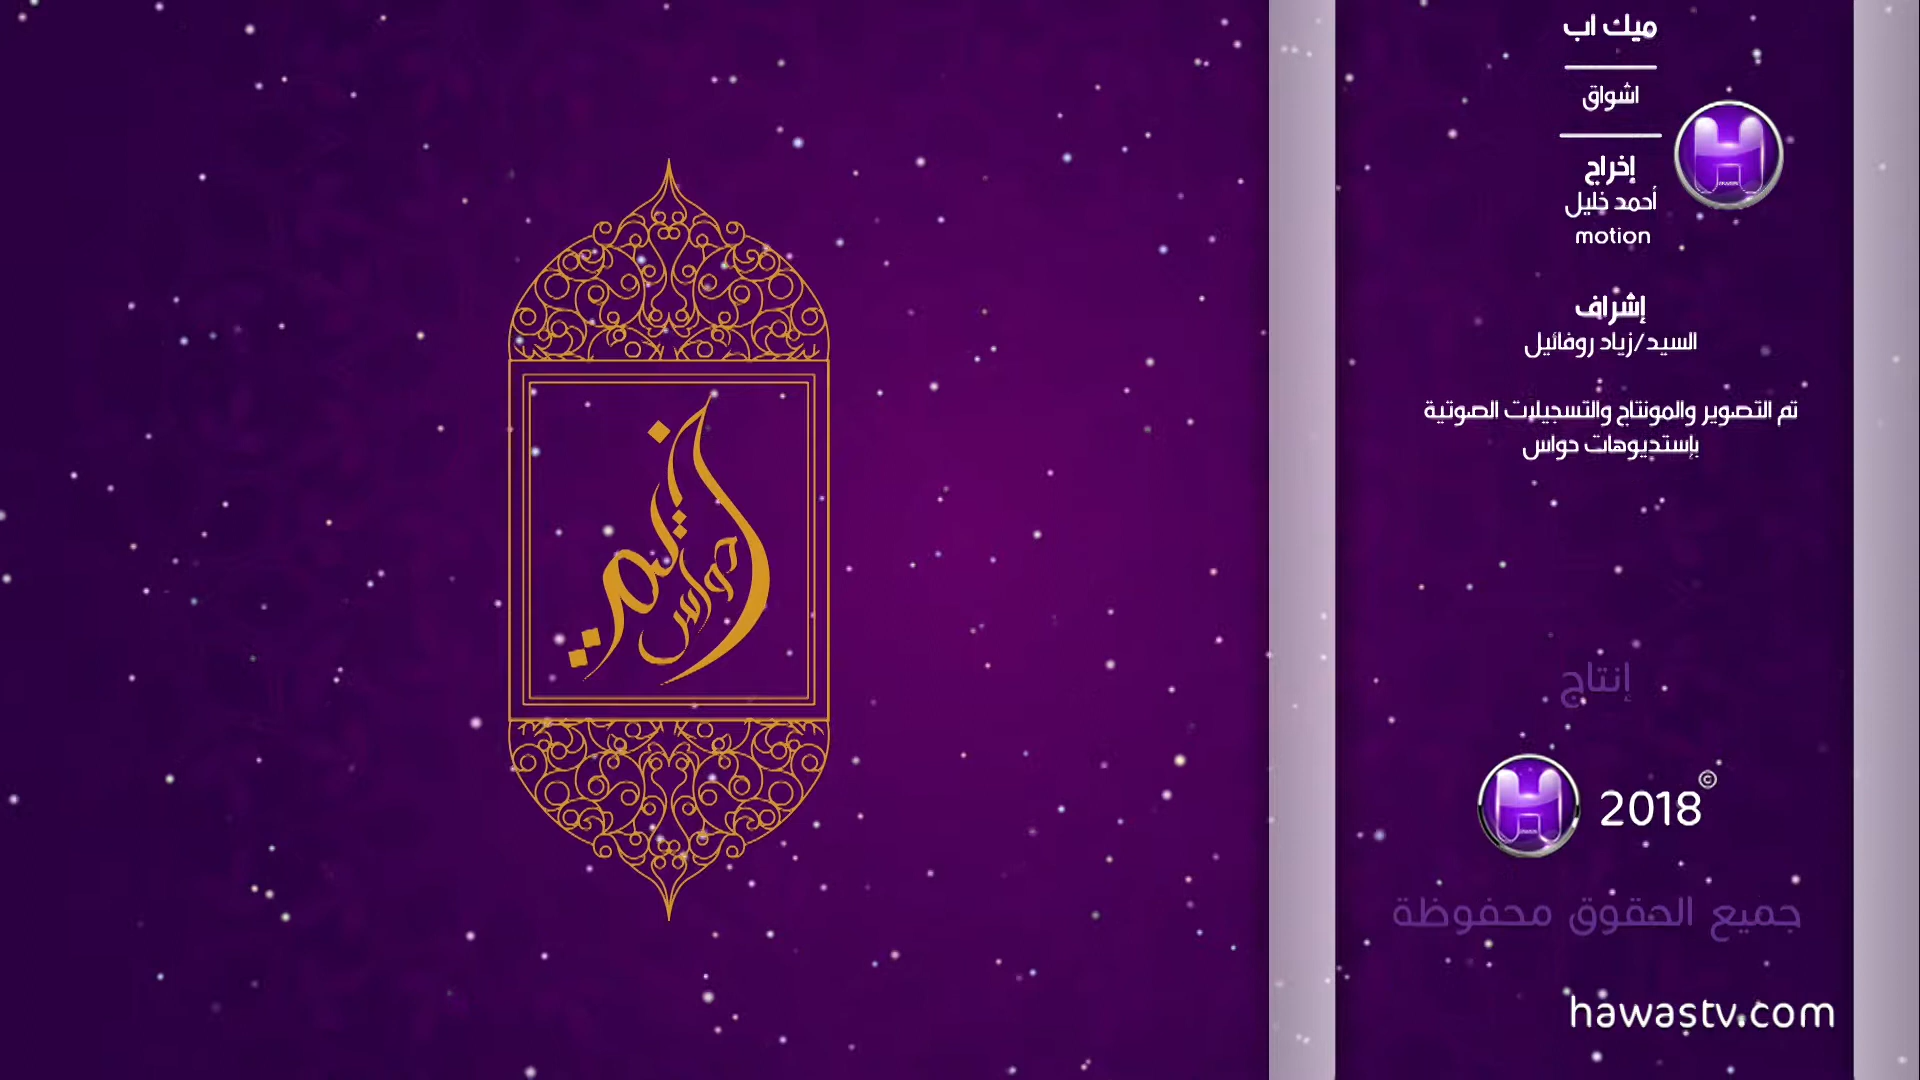 حواس
ميك اب
اشواق
إخراج
أحمد خليل
motion
إشراف
السيد/زياد روفائيل
تم التصوير والمونتاج والتسجيلات الصوتية
بإستديوهات حواس
إنتاج
2018©
جميع الحقوق محفوظة
hawastv.com